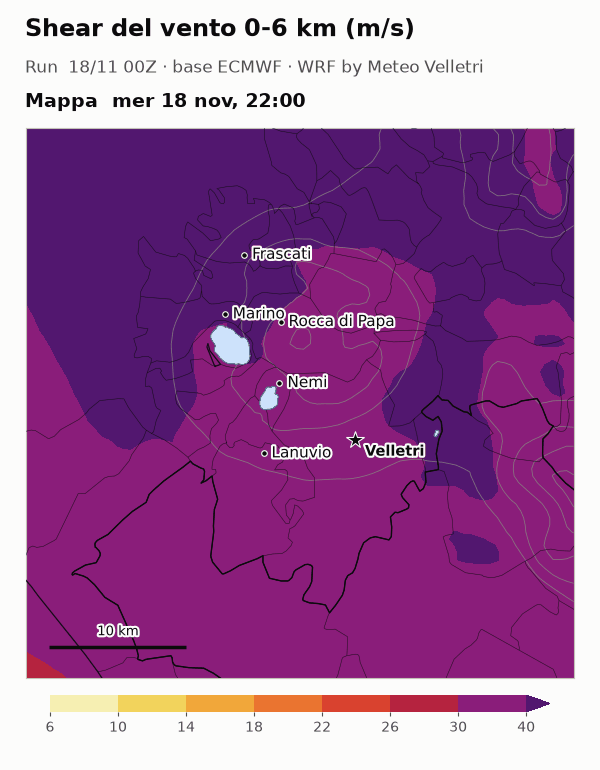 Shear del vento 0-6 km (m/s)
Run  18/11 00Z · base ECMWF · WRF by Meteo Velletri
Mappa  mer 18 nov, 22:00
Frascati
Marino
Rocca di Papa
Nemi
Velletri
Lanuvio
10 km
6 10 14 18 22 26 30 40